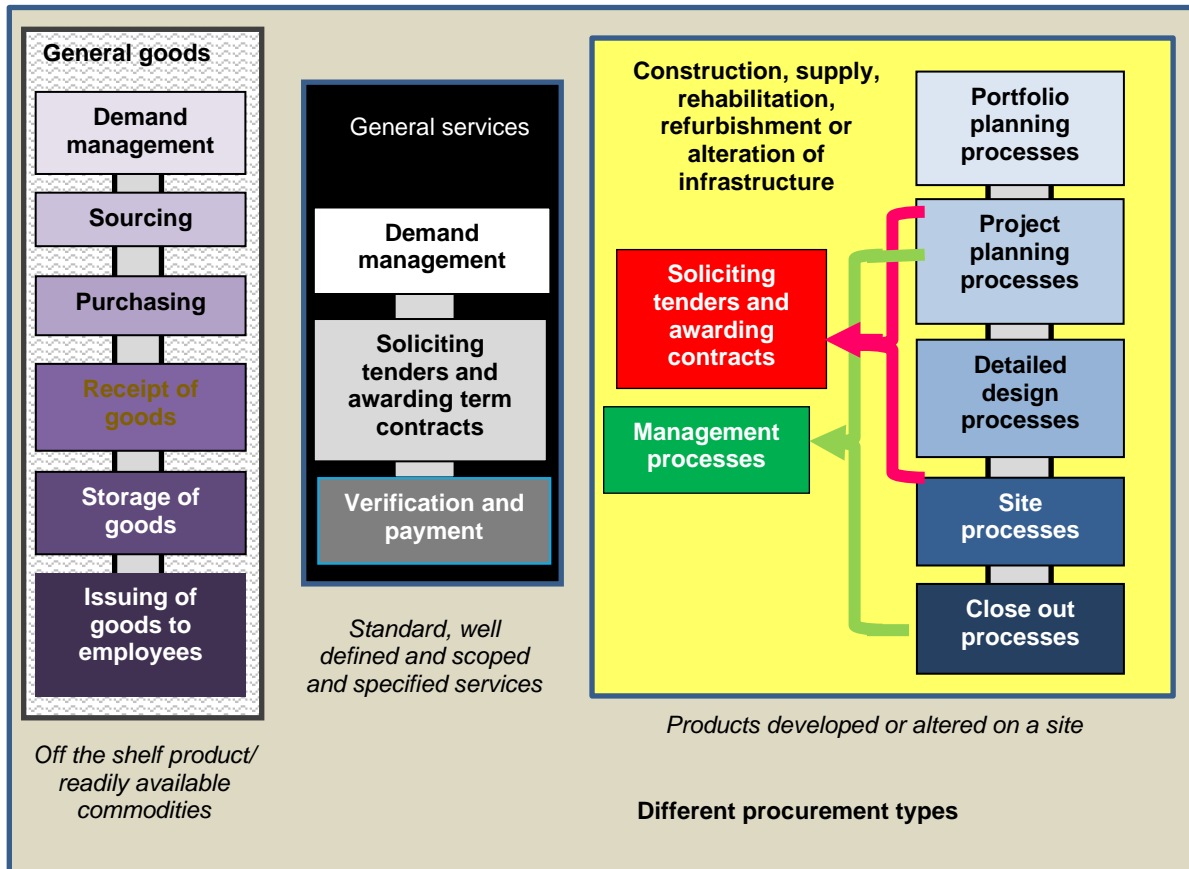 General goods
Demand
management
Sourcing
Purchasing
Receipt of
goods
Storage of
goods
Issuing of
goods to
employees
Off the shelf product/
readily available
commodities
General services
Demand
management
Soliciting
tenders and
awarding term
contracts
Verification and
payment
Standard, well
defined and scoped
and specified services
Construction, supply,
rehabilitation,
refurbishment or
alteration of
infrastructure
Soliciting
tenders and
awarding
contracts
Management
processes
Portfolio
planning
processes
Project
planning
processes
Detailed
design
processes
Site
processes
Close out
processes
Products developed or altered on a site
Different procurement types